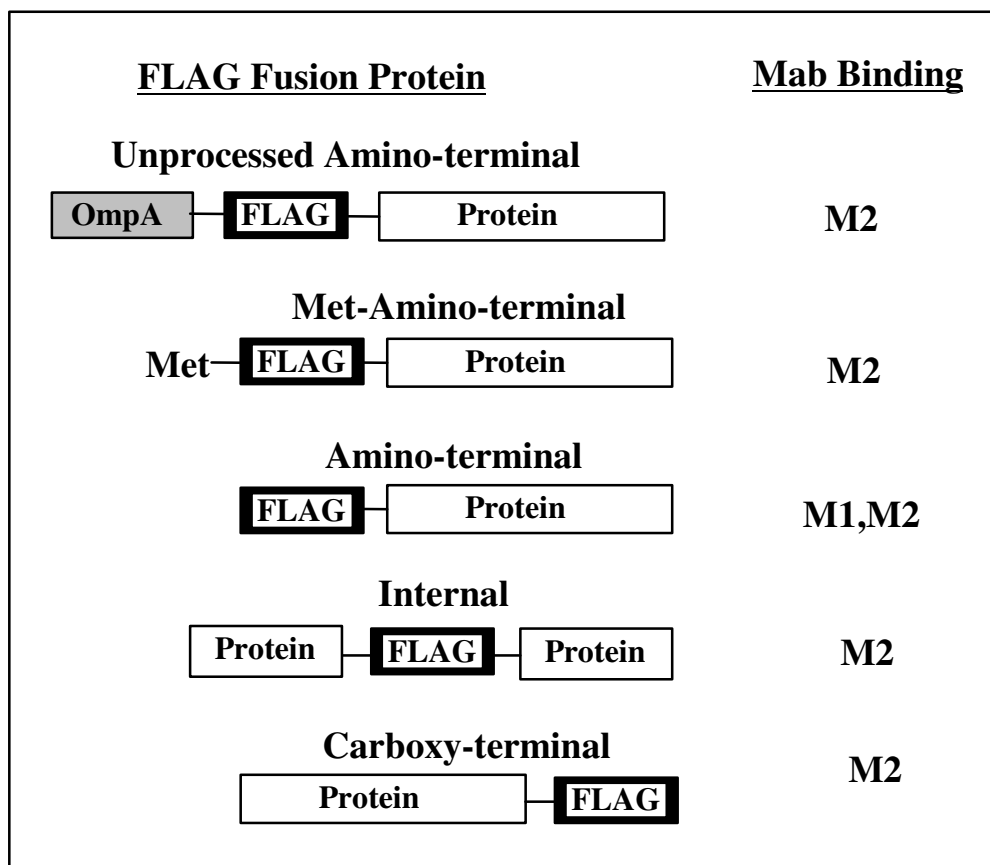 FLAG Fusion Protein
Mab Binding
Unprocessed Amino-terminal
OmpA FLAG Protein
M2
Met-Amino-terminal
Met FLAG Protein
M2
Amino-terminal
FLAG Protein
M1,M2
Internal
Protein FLAG Protein
M2
Carboxy-terminal
Protein FLAG
M2